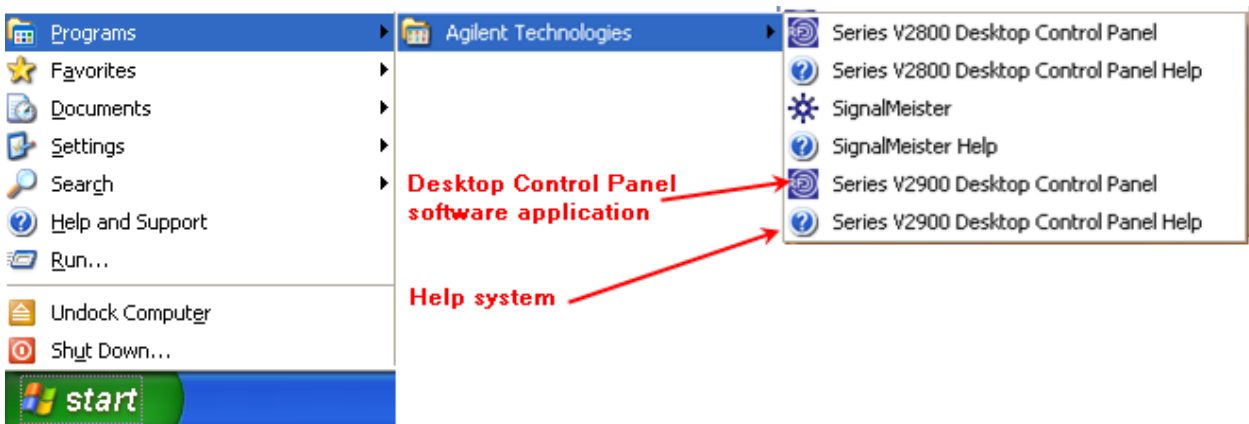 Programs
Favorites
Documents
Settings
Search
Help and Support
Run...
Undock Computer
Shut Down...
start
Agilent Technologies
Desktop Control Panel
software application
Help system
Series V2800 Desktop Control Panel
Series V2800 Desktop Control Panel Help
SignalMeister
SignalMeister Help
Series V2900 Desktop Control Panel
Series V2900 Desktop Control Panel Help